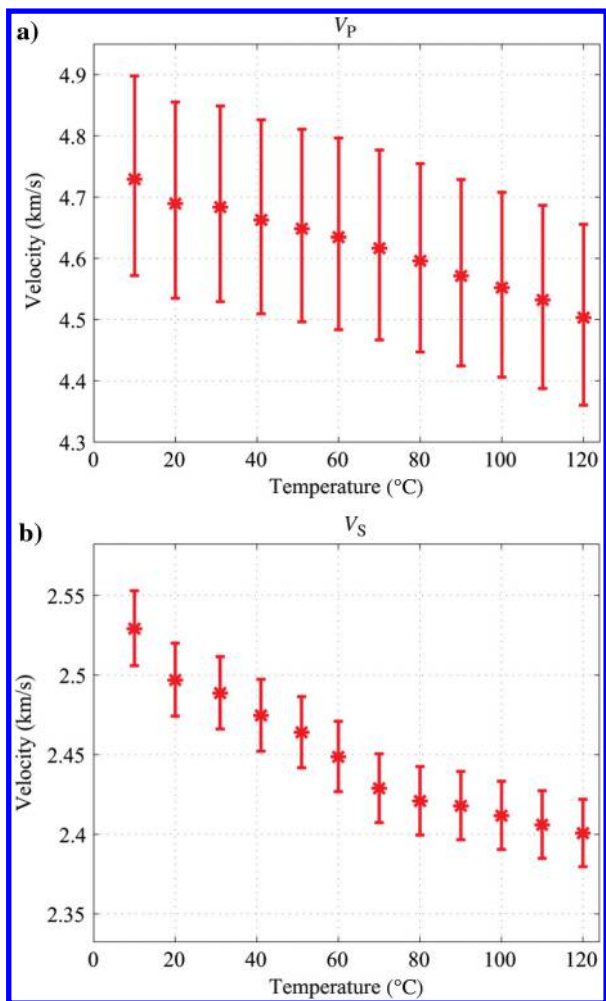 a)
V_P
4.9
4.8
4.7
4.6
4.5
4.4
4.3
Velocity (km/s)
0 20 40 60 80 100 120
Temperature (°C)
b)
V_S
2.55
2.5
2.45
2.4
2.35
Velocity (km/s)
0 20 40 60 80 100 120
Temperature (°C)